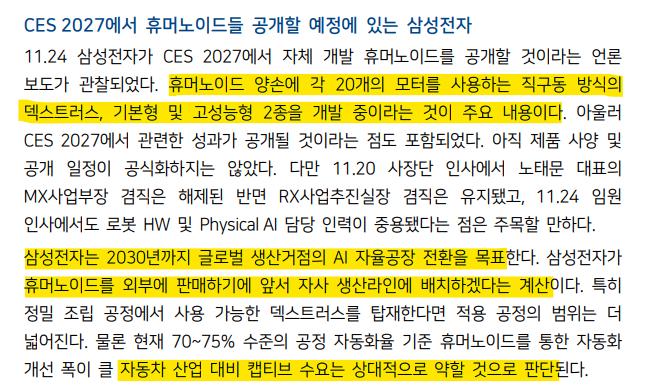 CES 2027에서 휴머노이드들 공개할 예정에 있는 삼성전자
11.24 삼성전자가 CES 2027에서 자체 개발 휴머노이드를 공개할 것이라는 언론
보도가 관찰되었다. 휴머노이드 양손에 각 20개의 모터를 사용하는 직구동 방식의
덱스트러스, 기본형 및 고성능형 2종을 개발 중이라는 것이 주요 내용이다. 아울러
CES 2027에서 관련한 성과가 공개될 것이라는 점도 포함되었다. 아직 제품 사양 및
공개 일정이 공식화하지는 않았다. 다만 11.20 사장단 인사에서 노태문 대표의
MX사업부장 겸직은 해제된 반면 RX사업추진실장 겸직은 유지됐고, 11.24 임원
인사에서도 로봇 HW 및 Physical AI 담당 인력이 중용됐다는 점은 주목할 만하다.
삼성전자는 2030년까지 글로벌 생산거점의 AI 자율공장 전환을 목표한다. 삼성전자가
휴머노이드를 외부에 판매하기에 앞서 자사 생산라인에 배치하겠다는 계산이다. 특히
정밀 조립 공정에서 사용 가능한 덱스트러스를 탑재한다면 적용 공정의 범위는 더
넓어진다. 물론 현재 70~75% 수준의 공정 자동화율 기준 휴머노이드를 통한 자동화
개선 폭이 클 자동차 산업 대비 캡티브 수요는 상대적으로 약할 것으로 판단된다.